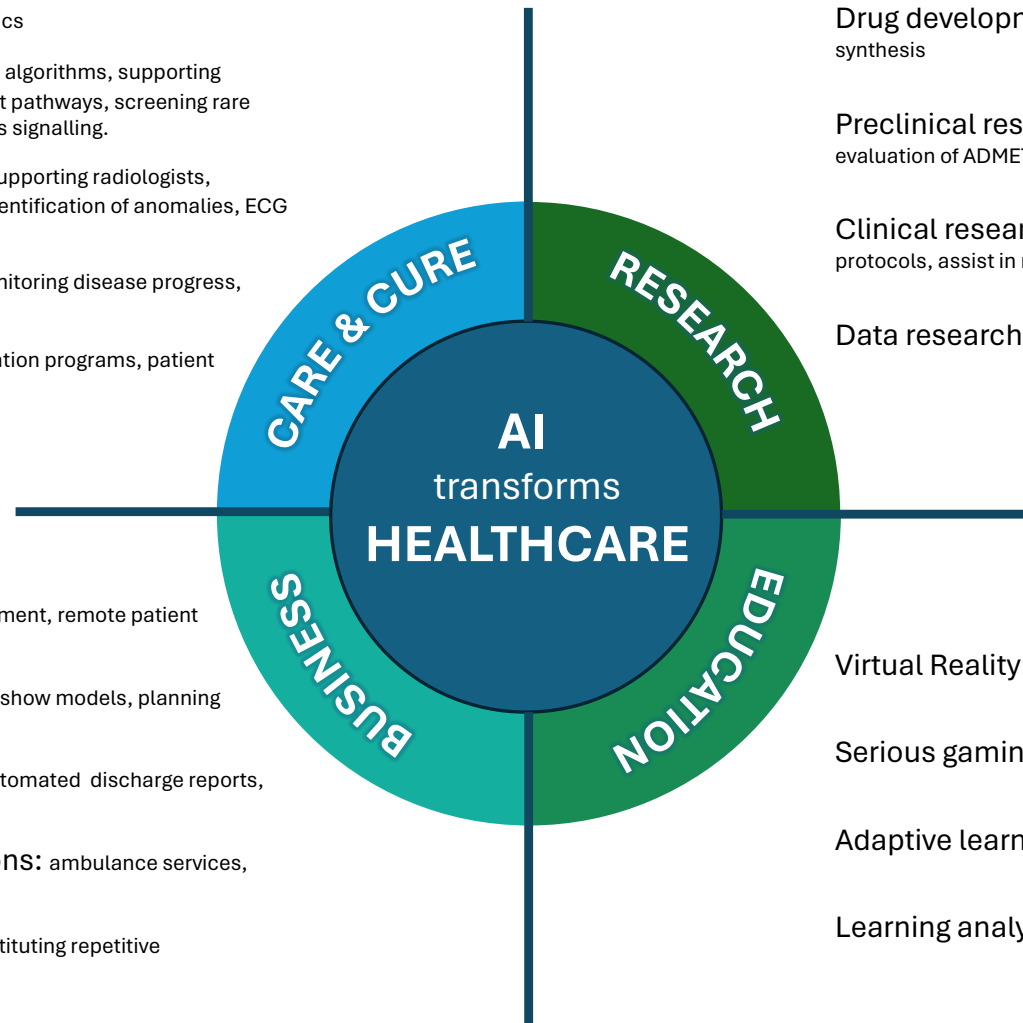 cs
algorithms, supporting
t pathways, screening rare
s signalling.
upporting radiologists,
entification of anomalies, ECG
nitoring disease progress,
ation programs, patient
Drug developn
synthesis
Preclinical res
evaluation of ADME
Clinical resear
protocols, assist in
Data research
CARE & CURE
RESEARCH
AI
transforms
HEALTHCARE
BUSINESS
EDUCATION
ment, remote patient
show models, planning
tomated discharge reports,
ons: ambulance services,
tituting repetitive
Virtual Reality
Serious gamin
Adaptive learn
Learning analy